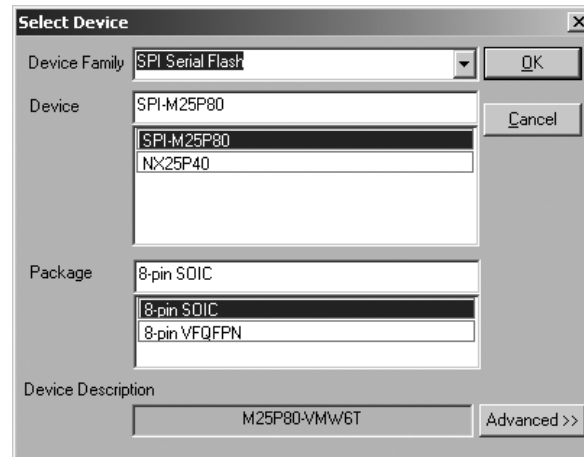 Select Device
Device Family SPI Serial Flash OK
Device SPI-M25P80 Cancel
SPI-M25P80
NX25P40
Package 8-pin SOIC
8-pin SOIC
8-pin VFQFPN
Device Description
M25P80-VMW6T Advanced >>